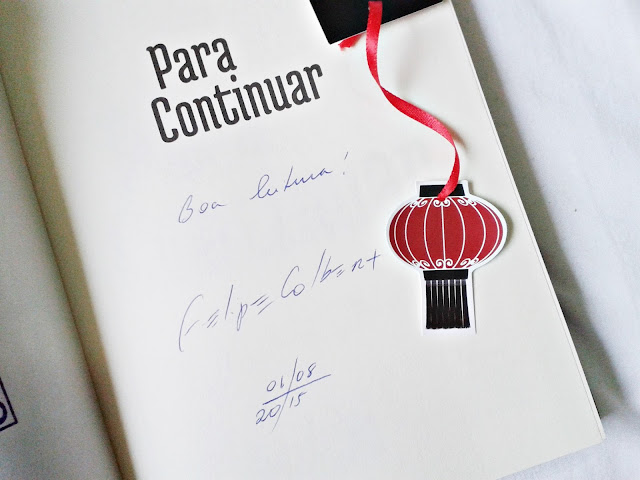 Para
Continuar
Boa leitura!
Felipe Colbert
01/08
2015